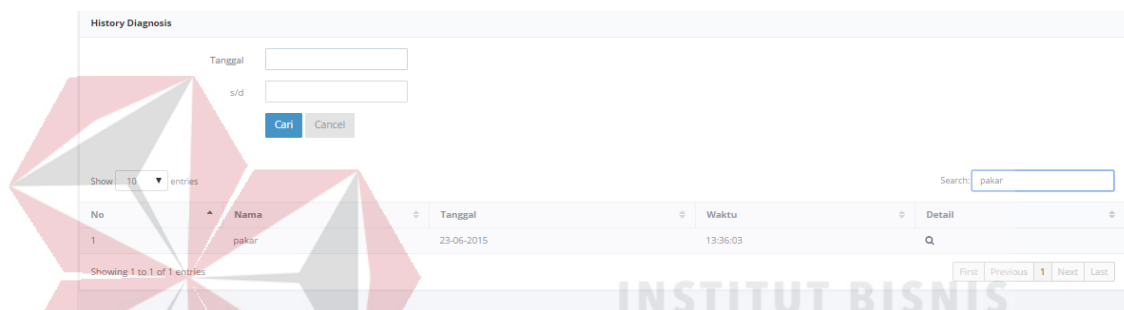 History Diagnosis
Tanggal
s/d
Cari Cancel
Show 10 entries Search: pakar
No Nama Tanggal Waktu Detail
1 pakar 23-06-2015 13:36:03
Showing 1 to 1 of 1 entries First Previous 1 Next Last
INSTITUT BISNIS